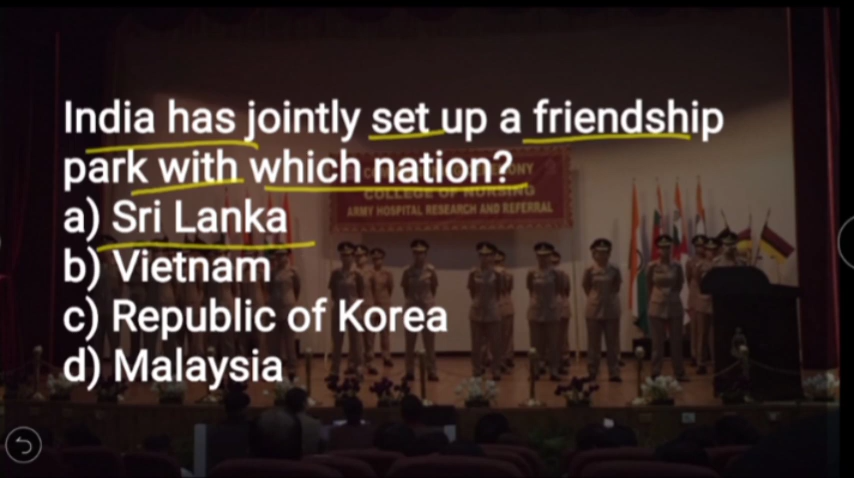 India has jointly set up a friendship
park with which nation?
a) Sri Lanka
b) Vietnam
c) Republic of Korea
d) Malaysia
COLLEGE OF NURSING
ARMY HOSPITAL RESEARCH AND REFERRAL